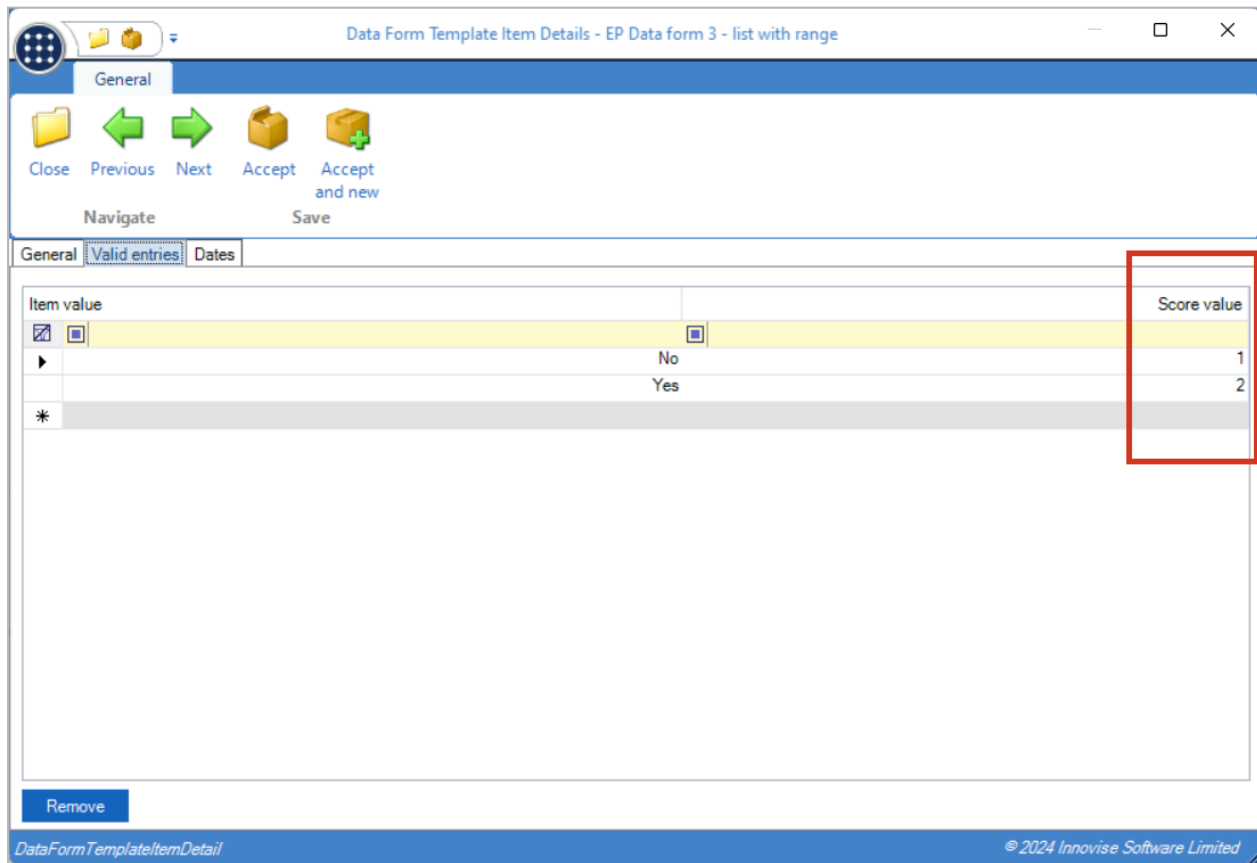 Data Form Template Item Details - EP Data form 3 - list with range
General
Close Previous Next Accept Accept and new
Navigate Save
General Valid entries Dates
Item value Score value
No 1
Yes 2
Remove
DataFormTemplateItemDetail © 2024 Innovise Software Limited